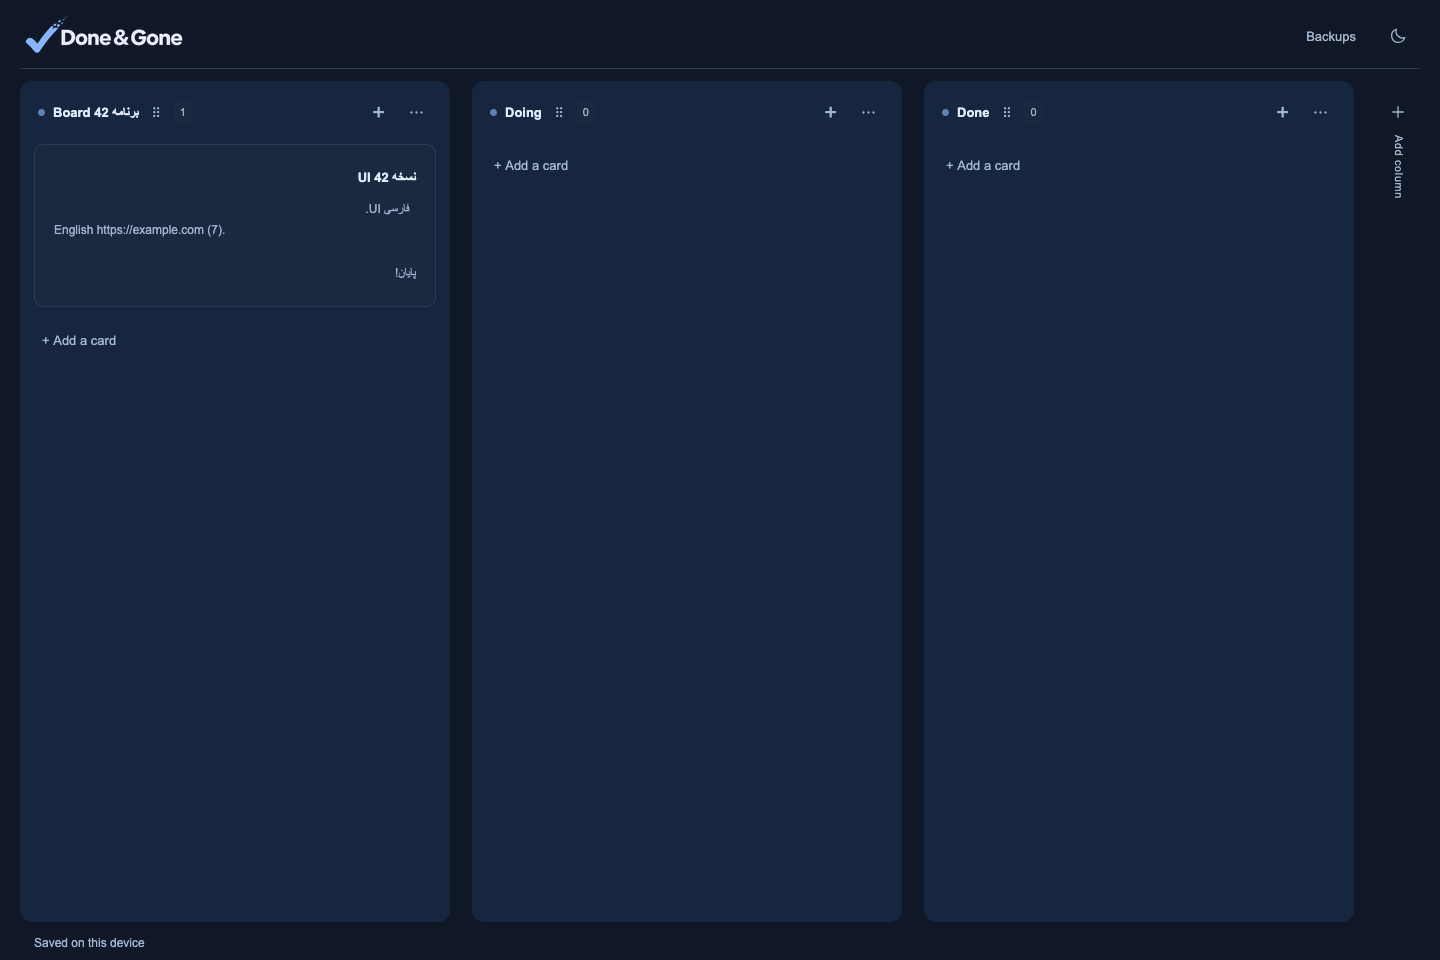 Done & Gone
Backups
برنامه 42 Board
1
نسخه 42 UI
فارسی UI.
English https://example.com (7).
پایان!
+ Add a card
Doing
0
+ Add a card
Done
0
+ Add a card
Add column
Saved on this device